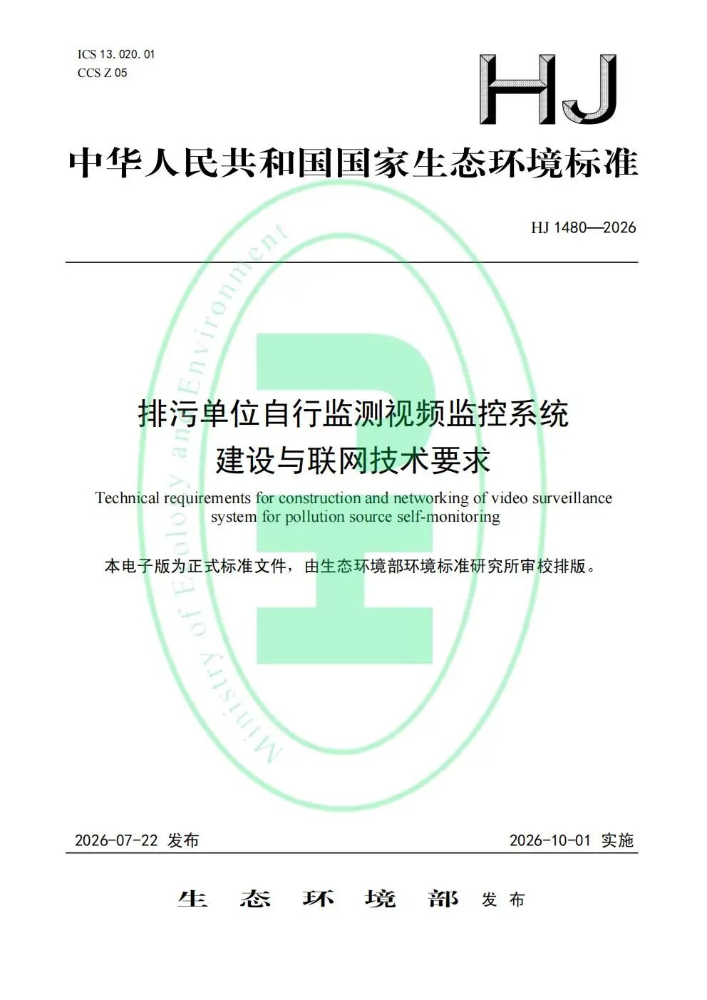 ICS 13.020.01
CCS Z 05
HJ
中华人民共和国国家生态环境标准
HJ 1480—2026
排污单位自行监测视频监控系统
建设与联网技术要求
Technical requirements for construction and networking of video surveillance
system for pollution source self-monitoring
本电子版为正式标准文件，由生态环境部环境标准研究所审校排版。
Ministry of Ecology and Environment
2026-07-22 发布
2026-10-01 实施
生态环境部 发布